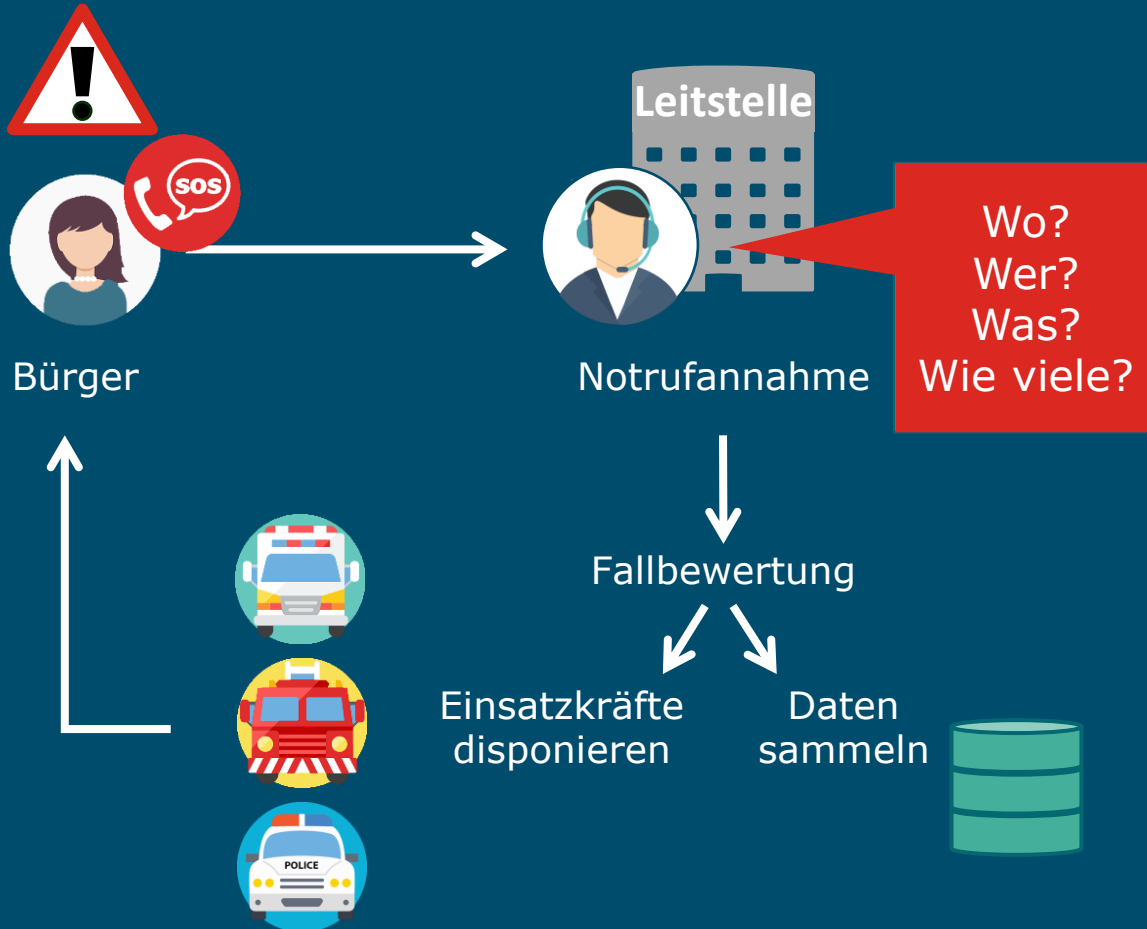 Leitstelle
SOS
Wo?
Wer?
Was?
Wie viele?
Bürger
Notrufannahme
Fallbewertung
Einsatzkräfte
disponieren
Daten
sammeln
POLICE